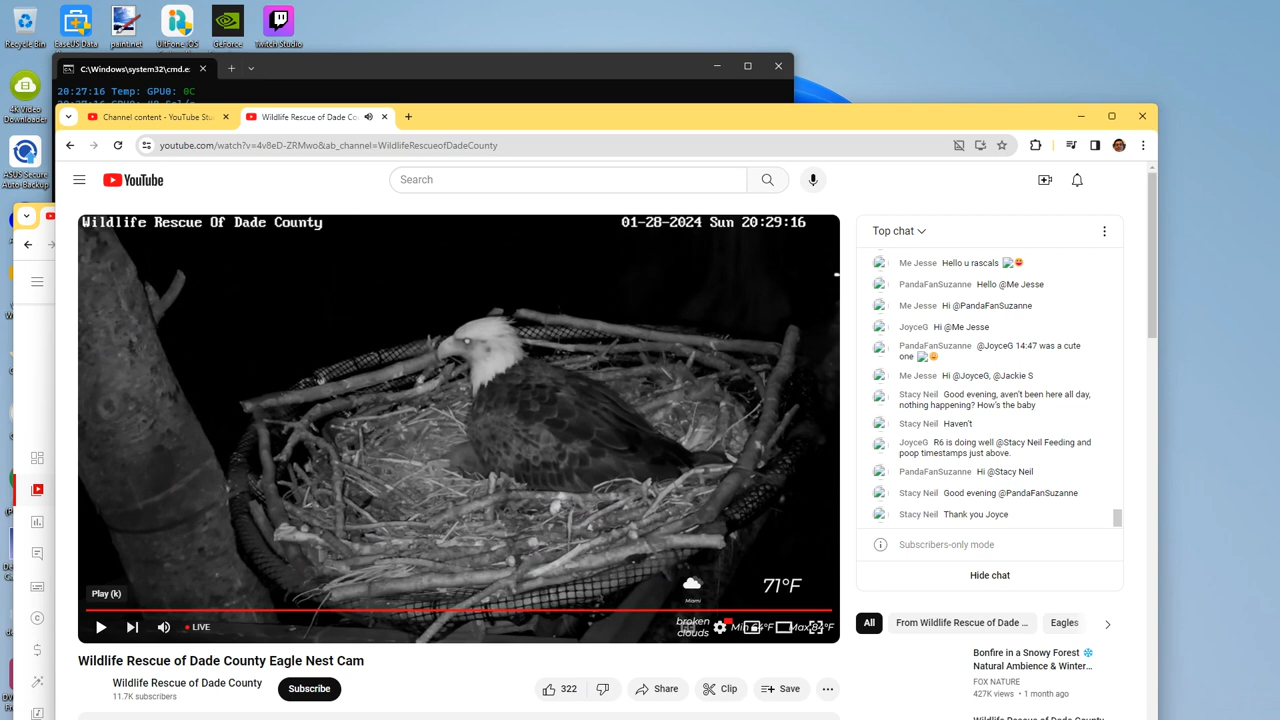 Recycle Bin
EaseUS Data
paint.net
UltFone iOS
GeForce
Twitch Studio
4K Video
Downloader
ASUS Secure
Auto-Backup
C:\Windows\system32\cmd.e:
20:27:16 Temp: GPU0: 0C
Channel content - YouTube Stu
Wildlife Rescue of Dade Co
youtube.com/watch?v=4v8eD-ZRMwo&ab_channel=WildlifeRescueofDadeCounty
YouTube
Search
Wildlife Rescue Of Dade County
01-28-2024 Sun 20:29:16
Top chat
Me Jesse Hello u rascals
PandaFanSuzanne Hello @Me Jesse
Me Jesse Hi @PandaFanSuzanne
JoyceG Hi @Me Jesse
PandaFanSuzanne @JoyceG 14:47 was a cute
one
Me Jesse Hi @JoyceG, @Jackie S
Stacy Neil Good evening, aven't been here all day,
nothing happening? How's the baby
Stacy Neil Haven't
JoyceG R6 is doing well @Stacy Neil Feeding and
poop timestamps just above.
PandaFanSuzanne Hi @Stacy Neil
Stacy Neil Good evening @PandaFanSuzanne
Stacy Neil Thank you Joyce
Subscribers-only mode
Hide chat
Play (k)
71°F
Miami
LIVE
broken
clouds
Wildlife Rescue of Dade County Eagle Nest Cam
Wildlife Rescue of Dade County
11.7K subscribers
Subscribe
322
Share
Clip
Save
All
From Wildlife Rescue of Dade ...
Eagles
Bonfire in a Snowy Forest
Natural Ambience & Winter...
FOX NATURE
427K views • 1 month ago